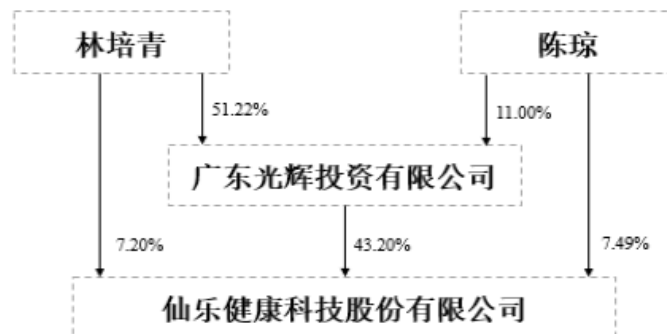 林培青
陈琼
51.22%
11.00%
广东光辉投资有限公司
7.20%
43.20%
7.49%
仙乐健康科技股份有限公司